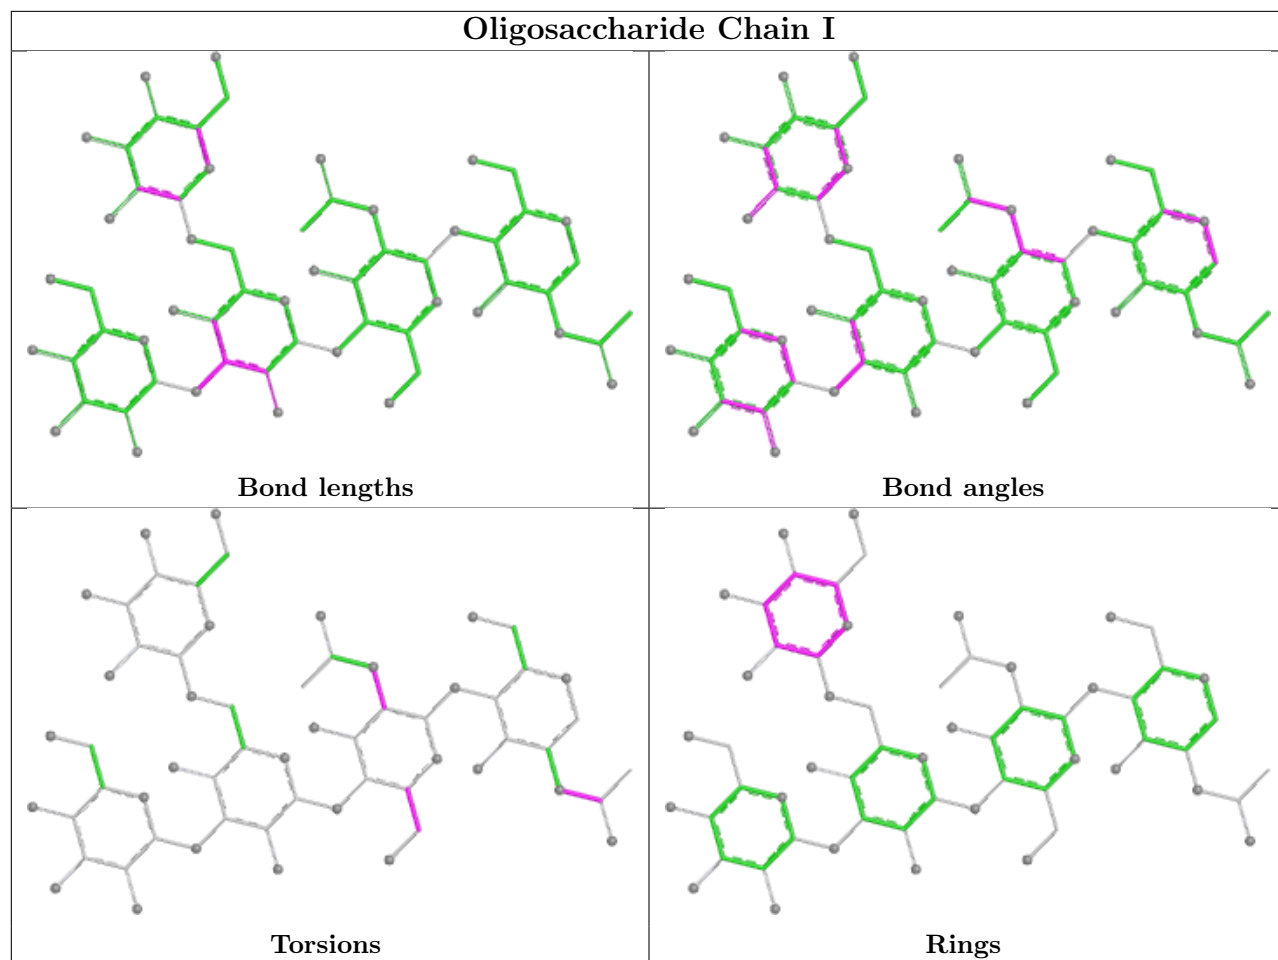 Oligosaccharide Chain I
Bond lengths
Bond angles
Torsions
Rings